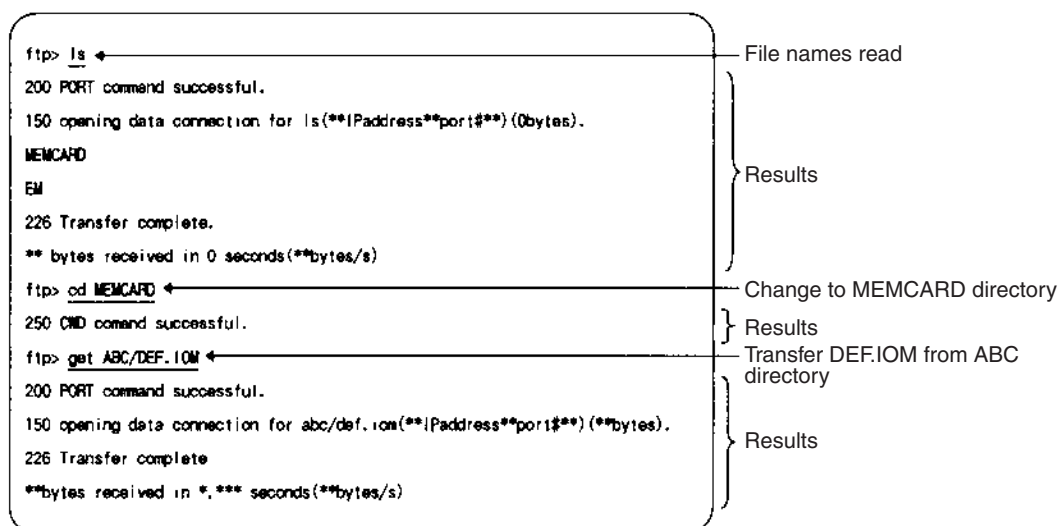 ftp> ls
File names read
200 PORT command successful.
150 opening data connection for ls(**IPaddress**port#**)(0bytes).
MEMCARD
EM
226 Transfer complete.
** bytes received in 0 seconds(**bytes/s)
Results
ftp> cd MEMCARD
Change to MEMCARD directory
250 CWD comand successful.
Results
ftp> get ABC/DEF.IOM
Transfer DEF.IOM from ABC
directory
200 PORT command successful.
150 opening data connection for abc/def.iom(**IPaddress**port#**)(**bytes).
226 Transfer complete
**bytes received in *.*** seconds(**bytes/s)
Results